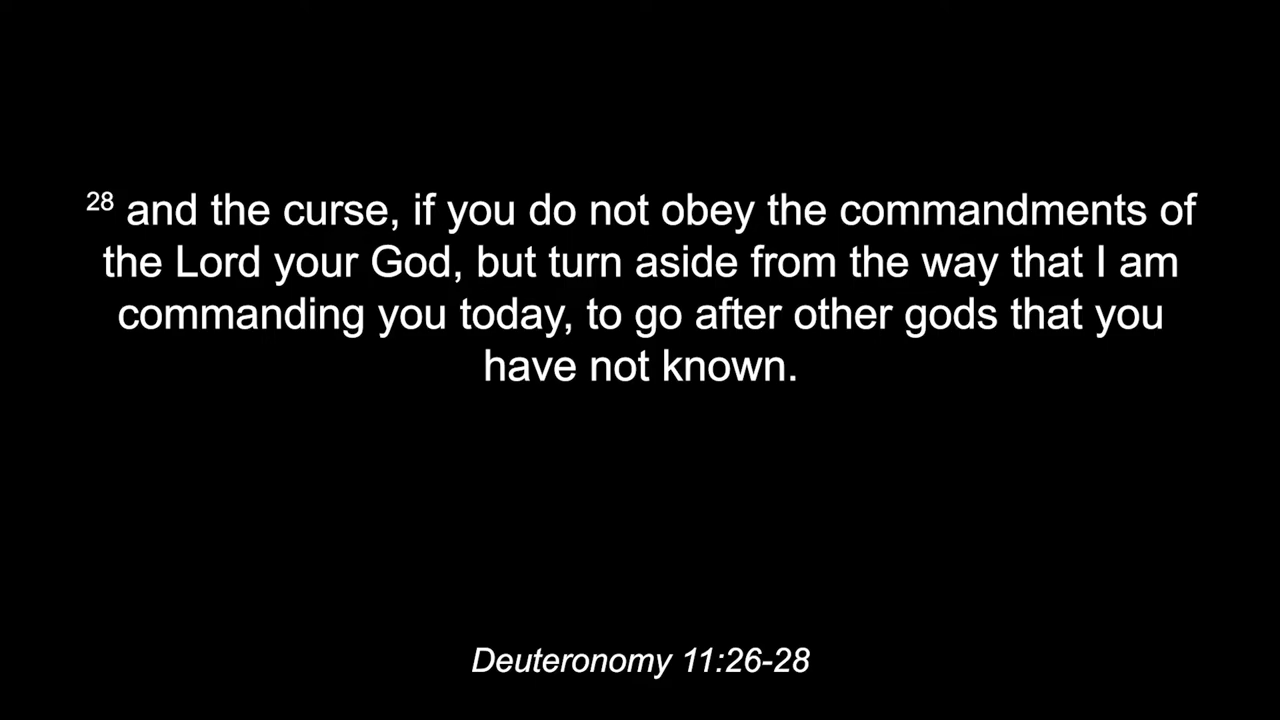 28 and the curse, if you do not obey the commandments of
the Lord your God, but turn aside from the way that I am
commanding you today, to go after other gods that you
have not known.
Deuteronomy 11:26-28